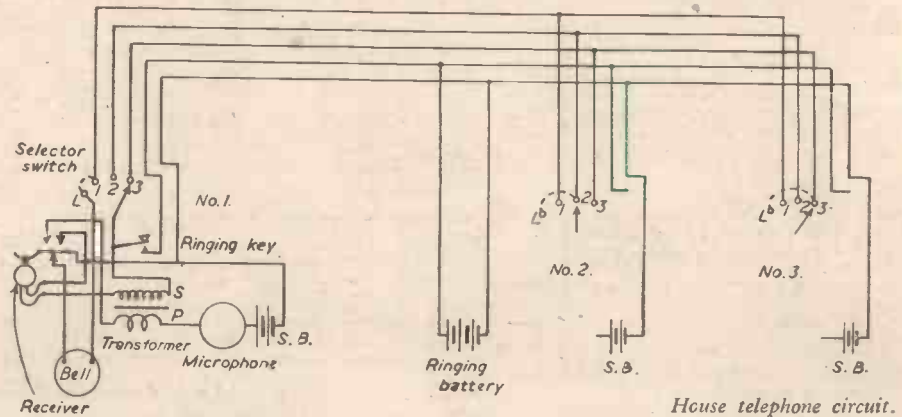 Selector
switch
L 1 2 3
No.1.
Ringing key
S
P
Transformer
Microphone
S.B.
Bell
Receiver
Ringing
battery
L 1 2 3
No.2.
S.B.
L 1 2 3
No.3.
S.B.
House telephone circuit.